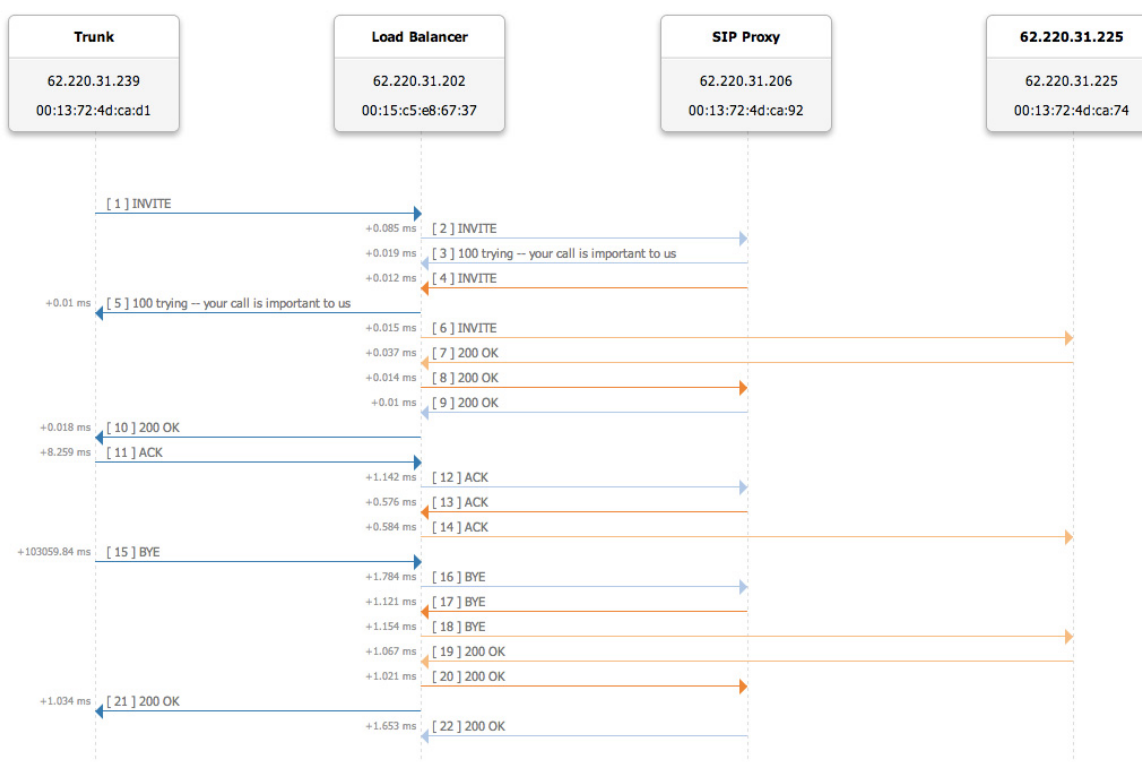 Trunk Load Balancer SIP Proxy 62.220.31.225
62.220.31.239 62.220.31.202 62.220.31.206 62.220.31.225
00:13:72:4d:ca:d1 00:15:c5:e8:67:37 00:13:72:4d:ca:92 00:13:72:4d:ca:74
[ 1 ] INVITE
+0.085 ms [ 2 ] INVITE
+0.019 ms [ 3 ] 100 trying -- your call is important to us
+0.012 ms [ 4 ] INVITE
+0.01 ms [ 5 ] 100 trying -- your call is important to us
+0.015 ms [ 6 ] INVITE
+0.037 ms [ 7 ] 200 OK
+0.014 ms [ 8 ] 200 OK
+0.01 ms [ 9 ] 200 OK
+0.018 ms [ 10 ] 200 OK
+8.259 ms [ 11 ] ACK
+1.142 ms [ 12 ] ACK
+0.576 ms [ 13 ] ACK
+0.584 ms [ 14 ] ACK
+103059.84 ms [ 15 ] BYE
+1.784 ms [ 16 ] BYE
+1.121 ms [ 17 ] BYE
+1.154 ms [ 18 ] BYE
+1.067 ms [ 19 ] 200 OK
+1.021 ms [ 20 ] 200 OK
+1.034 ms [ 21 ] 200 OK
+1.653 ms [ 22 ] 200 OK